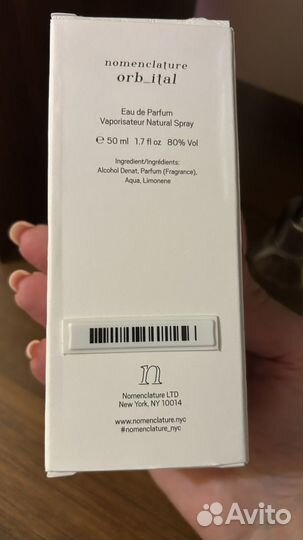 nomenclature
orb_ital
Eau de Parfum
Vaporisateur Natural Spray
℮ 50 ml 1.7 fl oz 80% Vol
Ingredient/Ingrédients:
Alcohol Denat, Parfum (Fragrance),
Aqua, Limonene
n
Nomenclature LTD
New York, NY 10014
www.nomenclature.nyc
#nomenclature_nyc
Avito